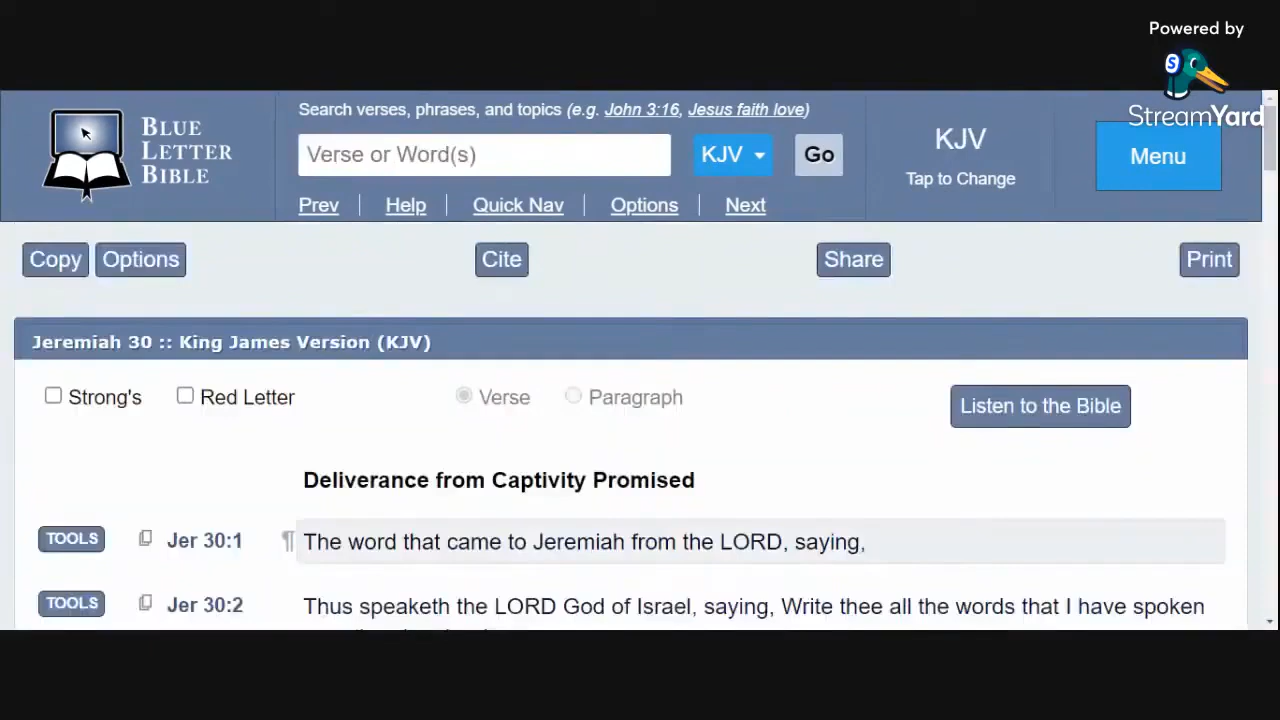 Powered by
StreamYard
BLUE
LETTER
BIBLE
Search verses, phrases, and topics (e.g. John 3:16, Jesus faith love)
Verse or Word(s)
KJV
Go
KJV
Tap to Change
Menu
Prev
Help
Quick Nav
Options
Next
Copy
Options
Cite
Share
Print
Jeremiah 30 :: King James Version (KJV)
Strong's
Red Letter
Verse
Paragraph
Listen to the Bible
Deliverance from Captivity Promised
TOOLS
Jer 30:1
¶ The word that came to Jeremiah from the LORD, saying,
TOOLS
Jer 30:2
Thus speaketh the LORD God of Israel, saying, Write thee all the words that I have spoken